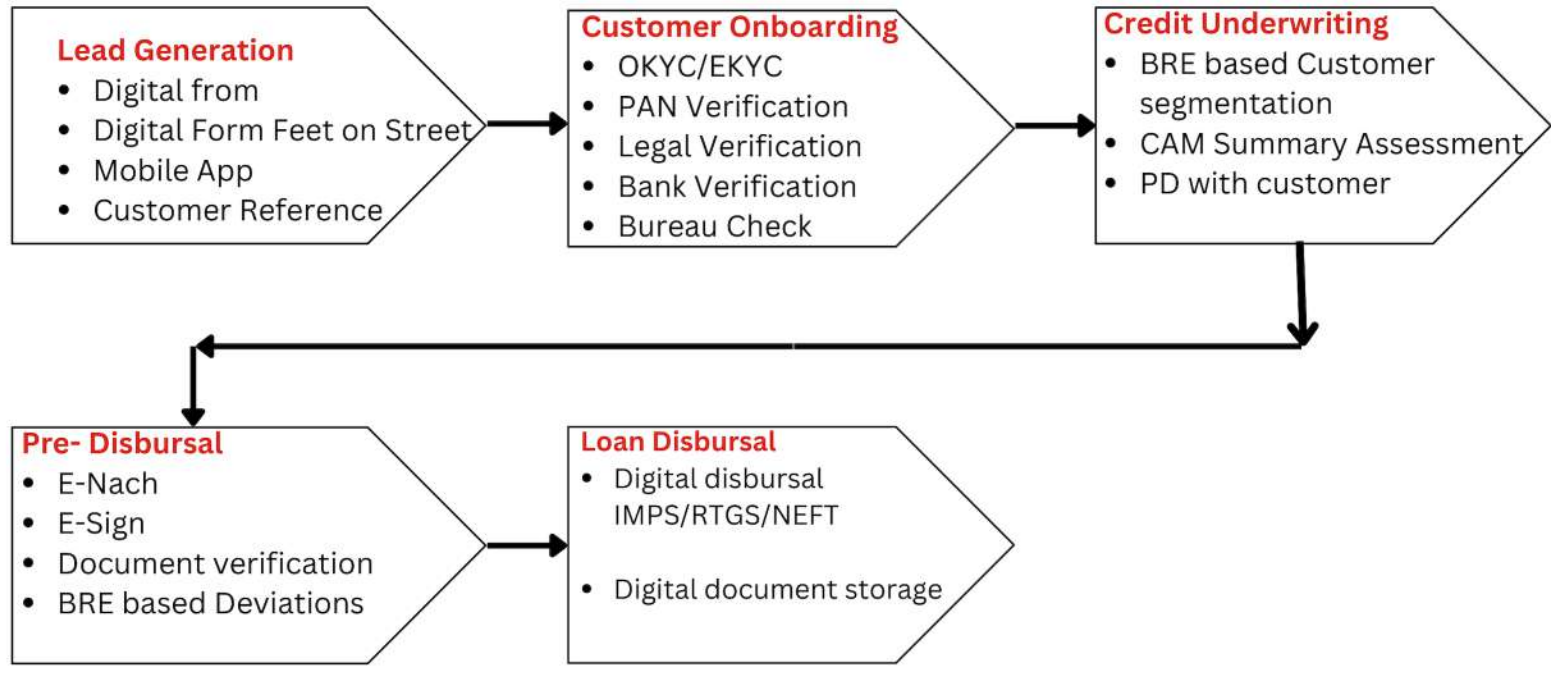 Lead Generation
• Digital from
• Digital Form Feet on Street
• Mobile App
• Customer Reference
Customer Onboarding
• OKYC/EKYC
• PAN Verification
• Legal Verification
• Bank Verification
• Bureau Check
Credit Underwriting
• BRE based Customer
segmentation
• CAM Summary Assessment
• PD with customer
Pre- Disbursal
• E-Nach
• E-Sign
• Document verification
• BRE based Deviations
Loan Disbursal
• Digital disbursal
IMPS/RTGS/NEFT
• Digital document storage